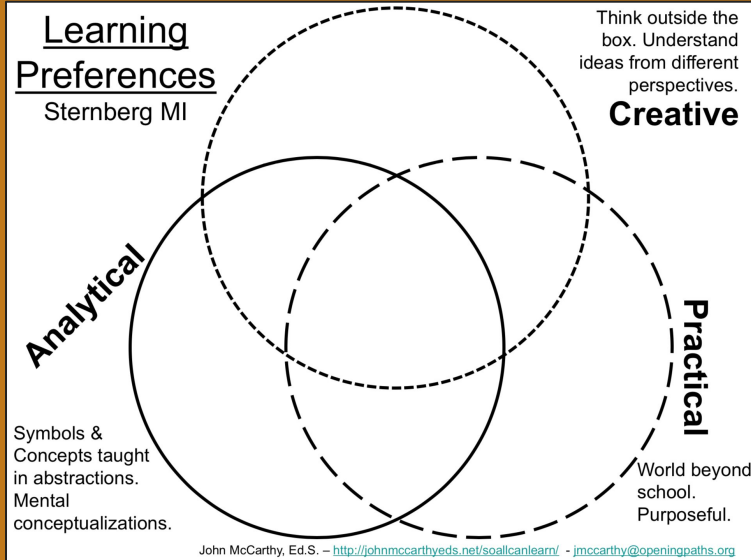 Learning
Preferences
Sternberg MI
Think outside the
box. Understand
ideas from different
perspectives.
Creative
Analytical
Practical
Symbols &
Concepts taught
in abstractions.
Mental
conceptualizations.
World beyond
school.
Purposeful.
John McCarthy, Ed.S. – http://johnmccarthyeds.net/soallcanlearn/ - jmccarthy@openingpaths.org